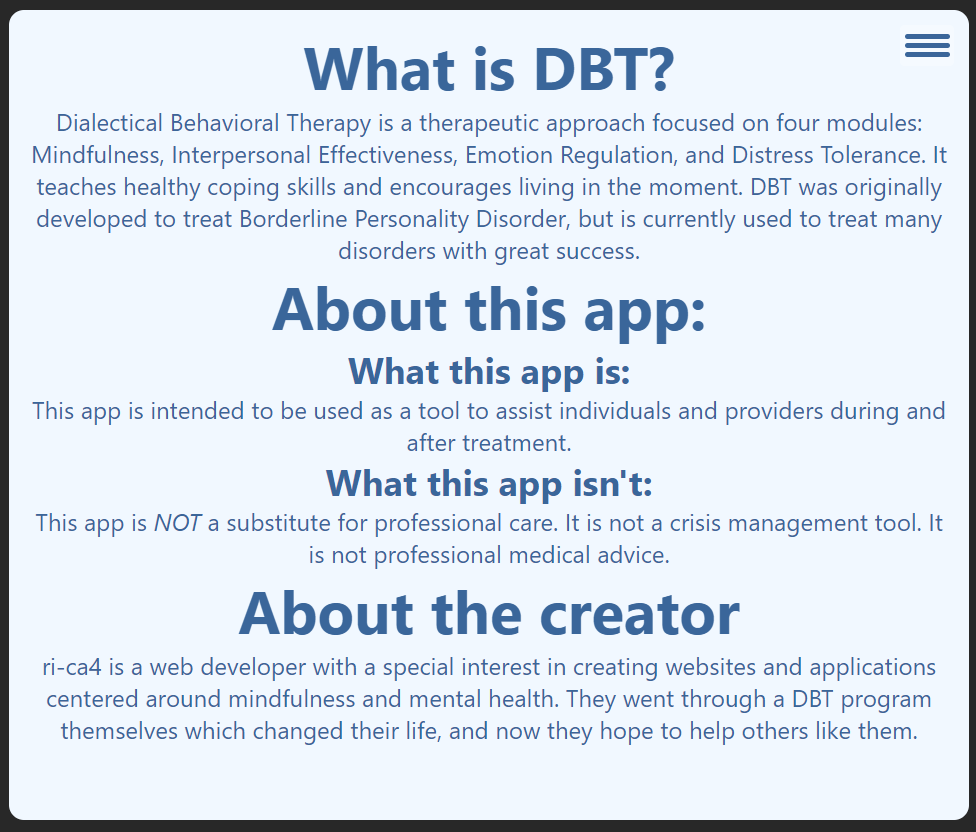 What is DBT?
Dialectical Behavioral Therapy is a therapeutic approach focused on four modules:
Mindfulness, Interpersonal Effectiveness, Emotion Regulation, and Distress Tolerance. It
teaches healthy coping skills and encourages living in the moment. DBT was originally
developed to treat Borderline Personality Disorder, but is currently used to treat many
disorders with great success.
About this app:
What this app is:
This app is intended to be used as a tool to assist individuals and providers during and
after treatment.
What this app isn't:
This app is NOT a substitute for professional care. It is not a crisis management tool. It
is not professional medical advice.
About the creator
ri-ca4 is a web developer with a special interest in creating websites and applications
centered around mindfulness and mental health. They went through a DBT program
themselves which changed their life, and now they hope to help others like them.